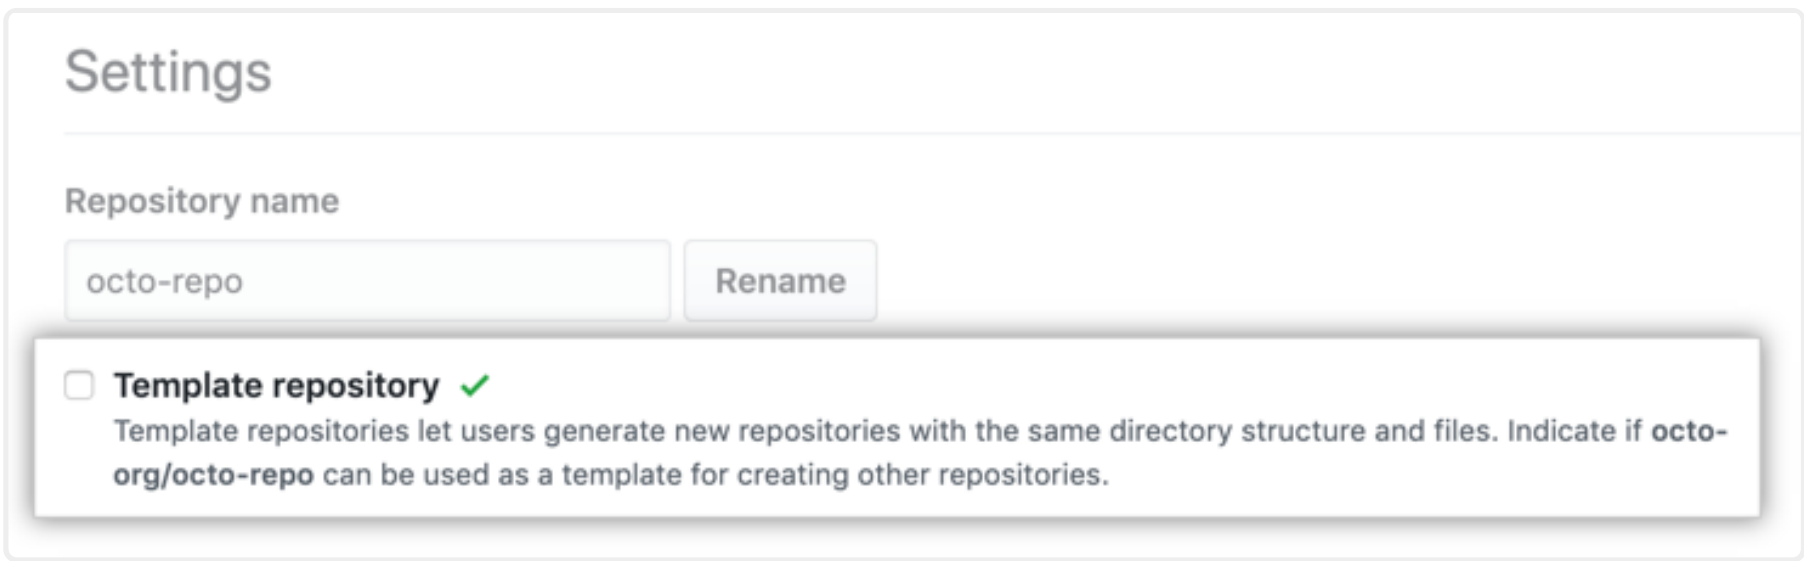 Settings
Repository name
octo-repo
Rename
Template repository
Template repositories let users generate new repositories with the same directory structure and files. Indicate if octo-
org/octo-repo can be used as a template for creating other repositories.